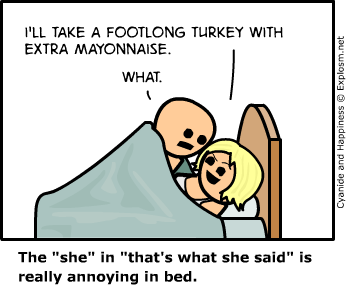 I'LL TAKE A FOOTLONG TURKEY WITH
EXTRA MAYONNAISE.
WHAT.
Cyanide and Happiness © Explosm.net
The "she" in "that's what she said" is
really annoying in bed.